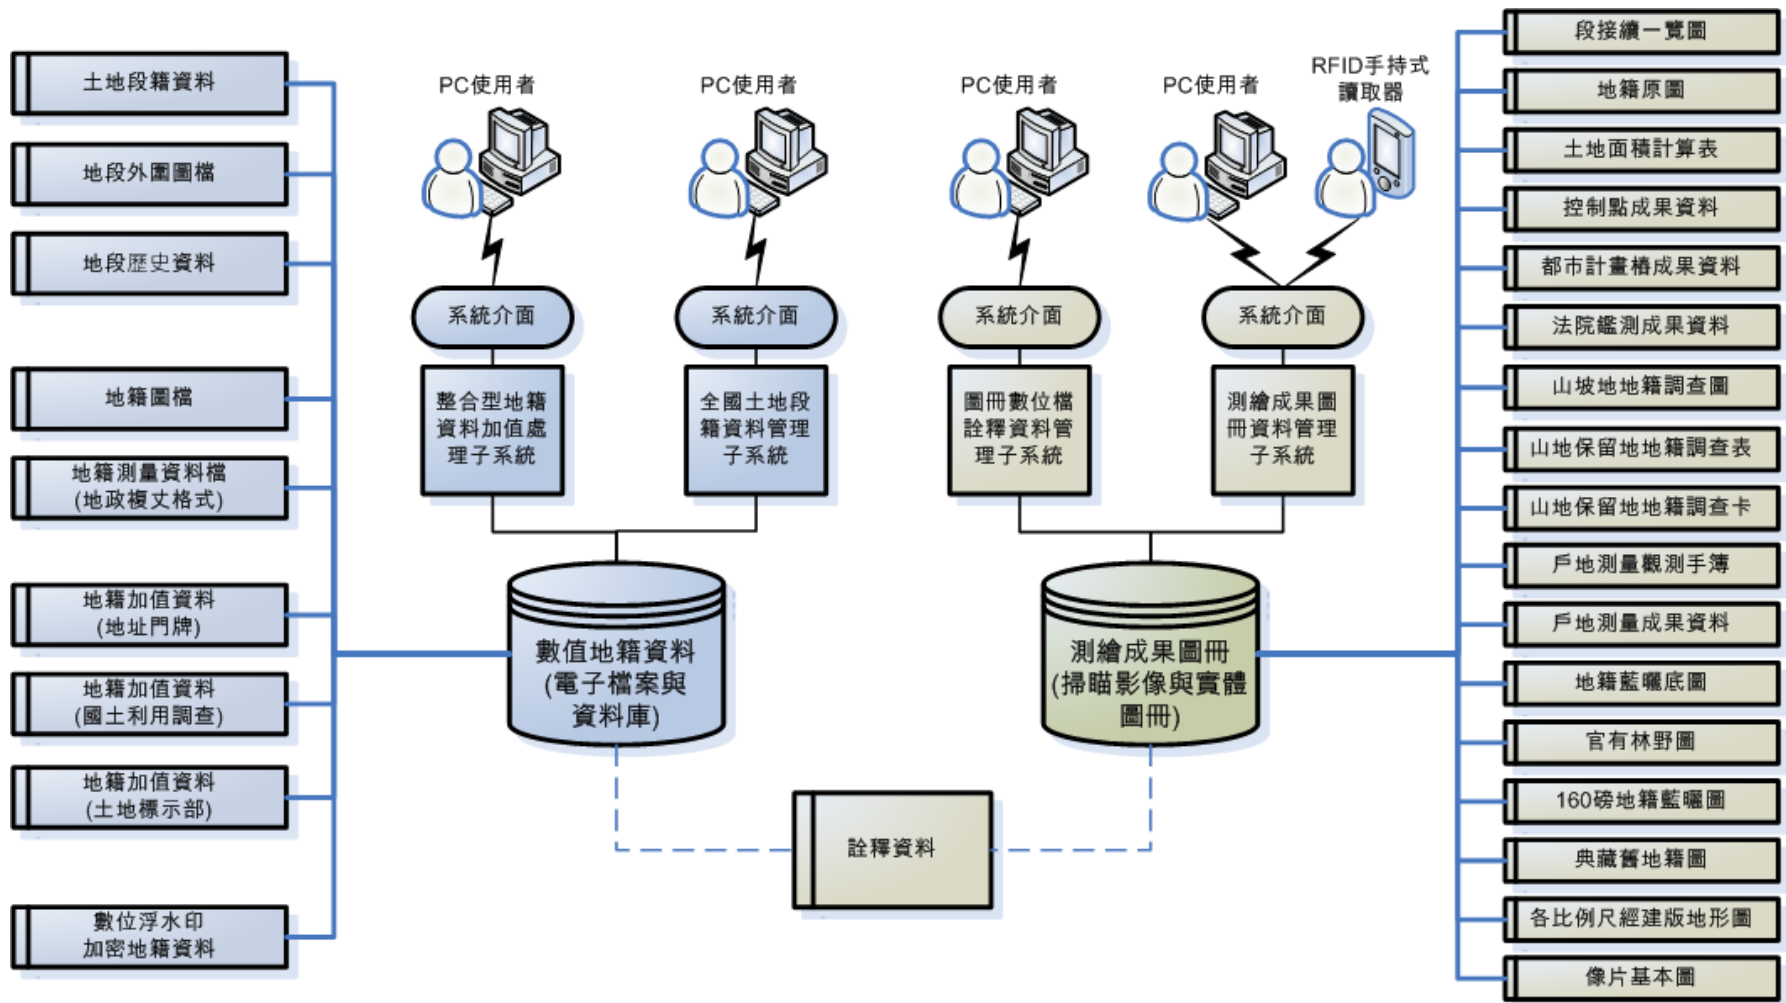 土地段籍資料
地段外圍圖檔
地段歷史資料
地籍圖檔
地籍測量資料檔
(地政複丈格式)
地籍加值資料
(地址門牌)
地籍加值資料
(國土利用調查)
地籍加值資料
(土地標示部)
數位浮水印
加密地籍資料
PC使用者
PC使用者
PC使用者
PC使用者
RFID手持式
讀取器
系統介面
系統介面
系統介面
系統介面
整合型地籍
資料加值處
理子系統
全國土地段
籍資料管理
子系統
圖冊數位檔
詮釋資料管
理子系統
測繪成果圖
冊資料管理
子系統
數值地籍資料
(電子檔案與
資料庫)
測繪成果圖冊
(掃瞄影像與實體
圖冊)
詮釋資料
段接續一覽圖
地籍原圖
土地面積計算表
控制點成果資料
都市計畫樁成果資料
法院鑑測成果資料
山坡地地籍調查圖
山地保留地地籍調查表
山地保留地地籍調查卡
戶地測量觀測手簿
戶地測量成果資料
地籍藍曬底圖
官有林野圖
160磅地籍藍曬圖
典藏舊地籍圖
各比例尺經建版地形圖
像片基本圖